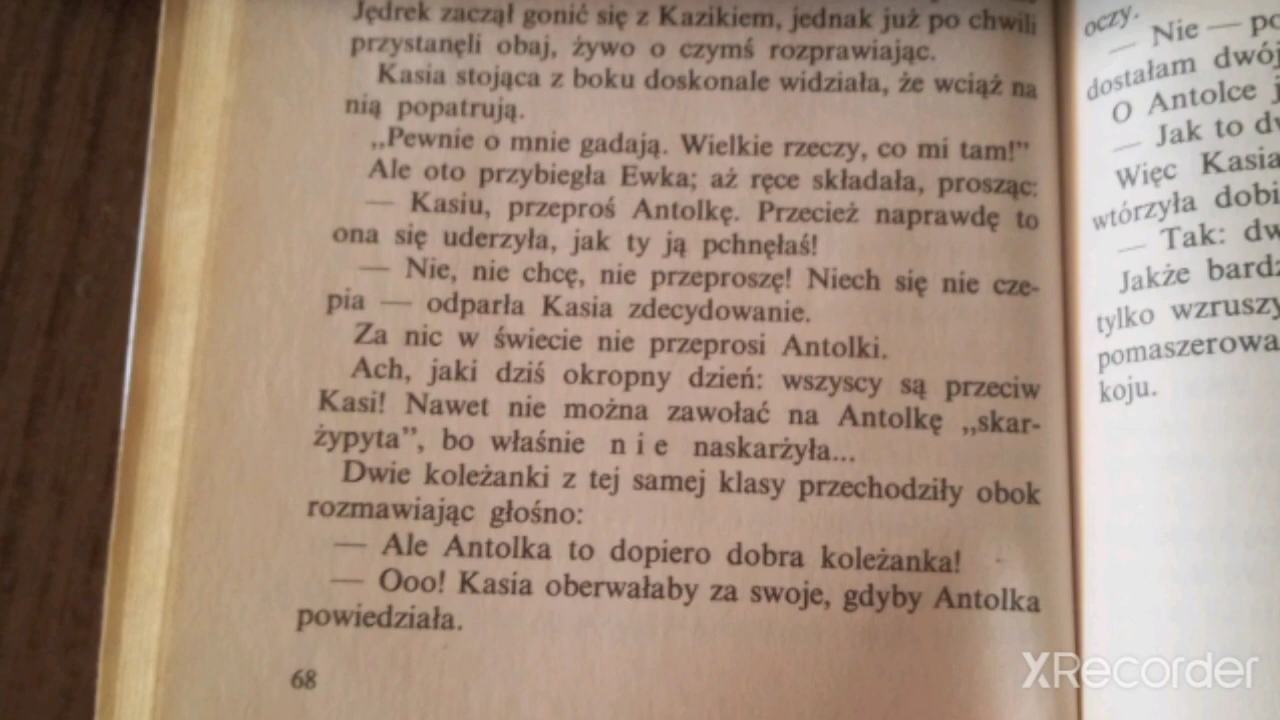 Jędrek zaczął gonić się z Kazikiem, jednak już po chwili
przystanęli obaj, żywo o czymś rozprawiając.
Kasia stojąca z boku doskonale widziała, że wciąż na
nią popatrują.
„Pewnie o mnie gadają. Wielkie rzeczy, co mi tam!”
Ale oto przybiegła Ewka; aż ręce składała, prosząc:
— Kasiu, przeproś Antolkę. Przecież naprawdę to
ona się uderzyła, jak ty ją pchnęłaś!
— Nie, nie chcę, nie przeproszę! Niech się nie cze-
pia — odparła Kasia zdecydowanie.
Za nic w świecie nie przeprosi Antolki.
Ach, jaki dziś okropny dzień: wszyscy są przeciw
Kasi! Nawet nie można zawołać na Antolkę „skar-
żypyta”, bo właśnie n i e naskarżyła...
Dwie koleżanki z tej samej klasy przechodziły obok
rozmawiając głośno:
— Ale Antolka to dopiero dobra koleżanka!
— Ooo! Kasia oberwałaby za swoje, gdyby Antolka
powiedziała.
68
oczy.
— Nie —
dostałam
O Antolce
— Jak to
Więc Kasia
wtórzyła
— Tak:
Jakże
tylko
koju.
XRecorder